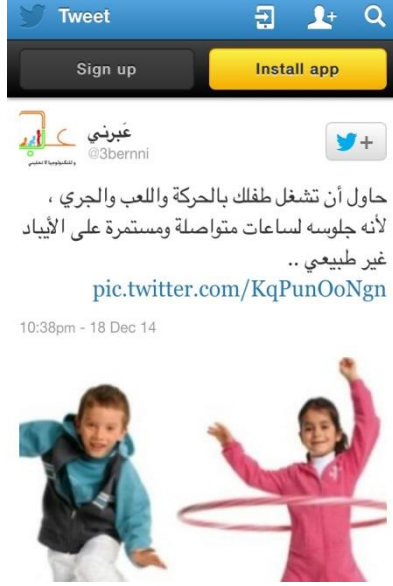 Tweet
Sign up
Install app
عَبرني
@3bernni
حاول أن تشغل طفلك بالحركة واللعب والجري ،
لأنه جلوسه لساعات متواصلة ومستمرة على الأيباد
غير طبيعي ..
pic.twitter.com/KqPunOoNgn
10:38pm - 18 Dec 14